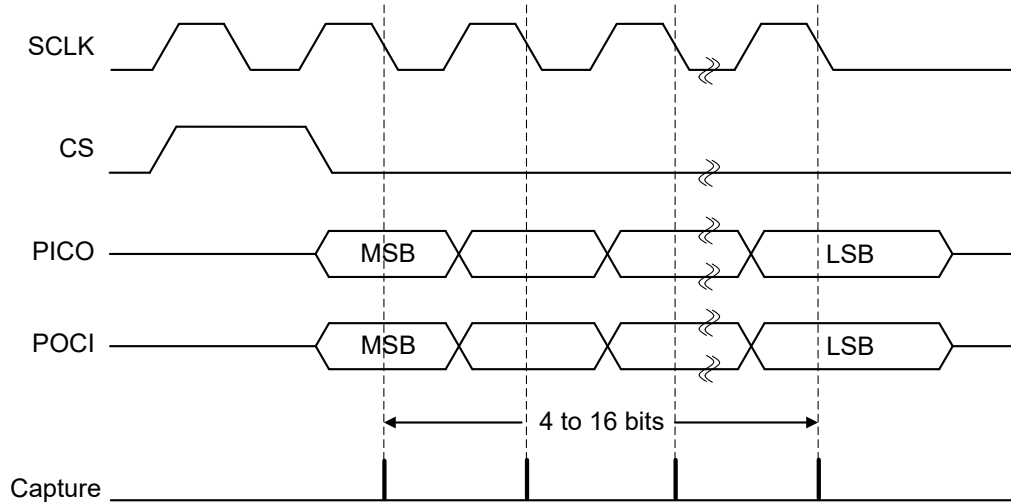 SCLK
CS
PICO
MSB
LSB
POCI
MSB
LSB
4 to 16 bits
Capture